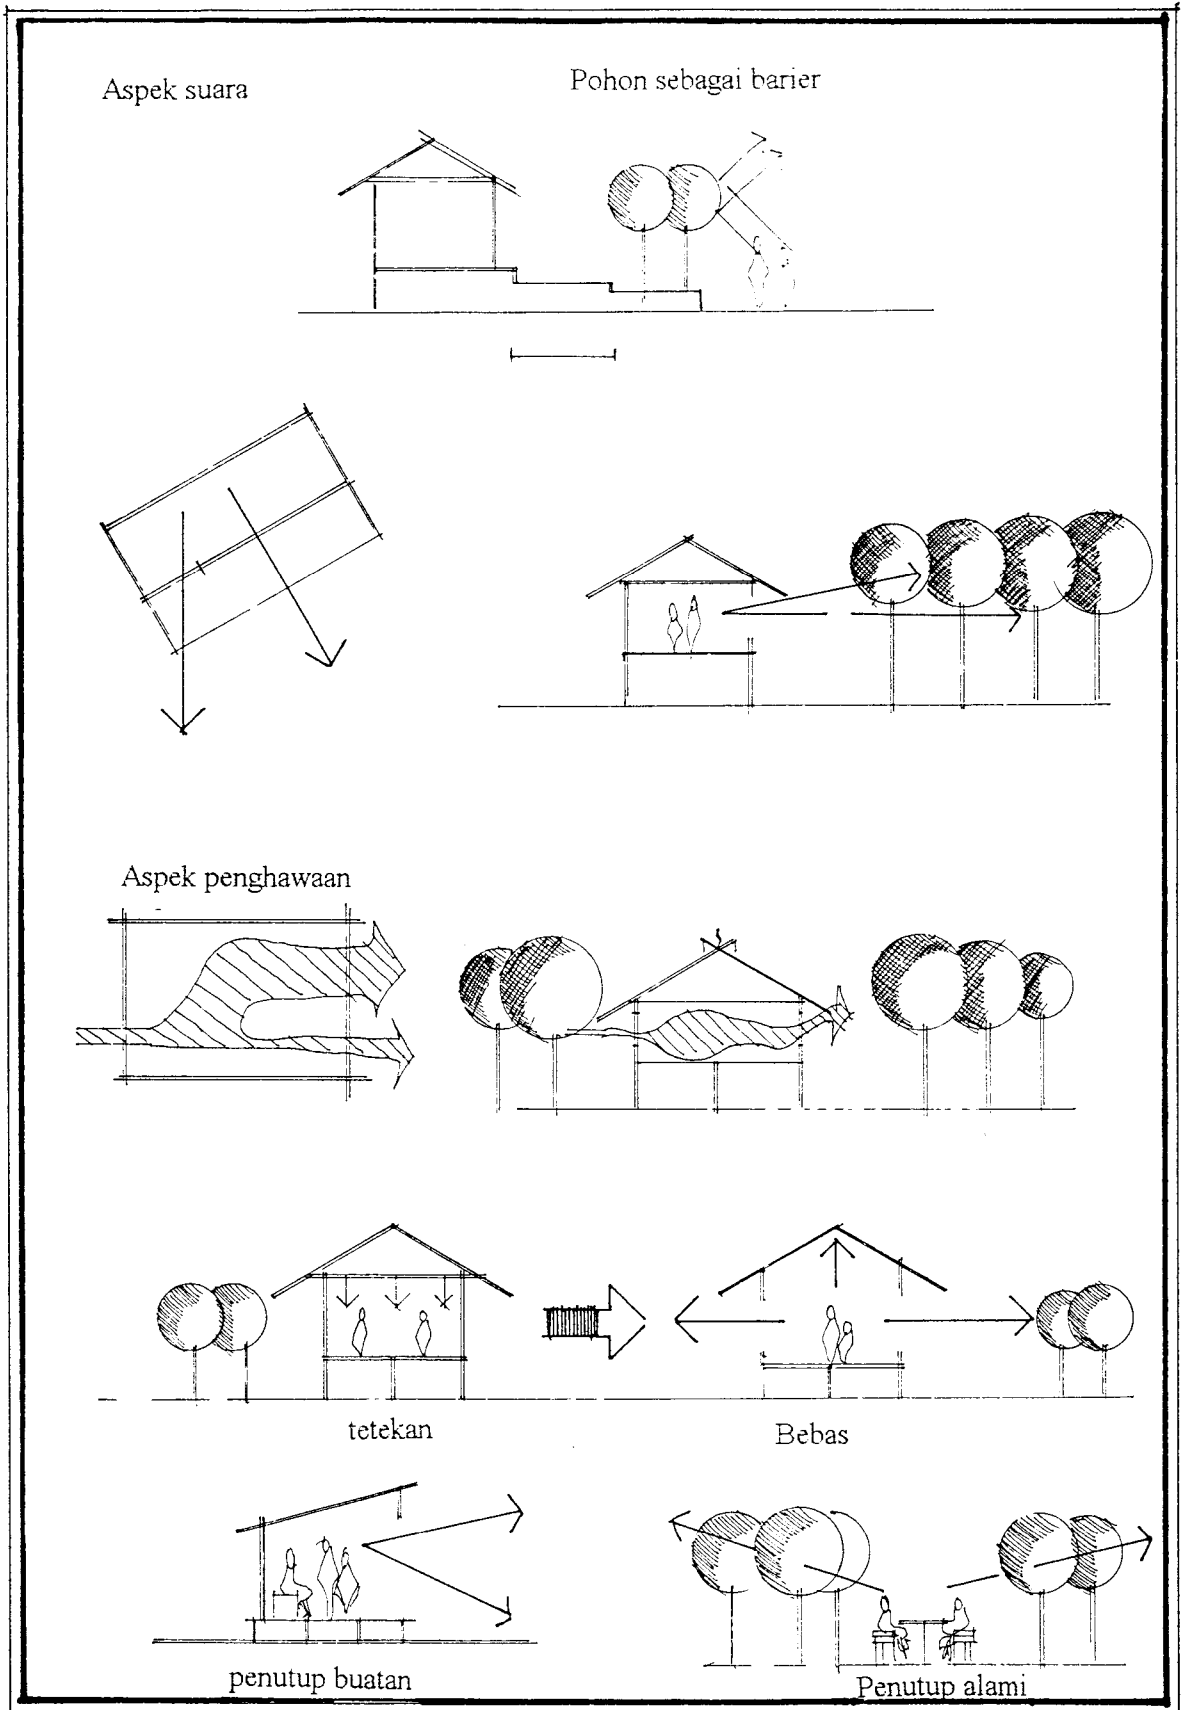 Aspek suara
Pohon sebagai barier
Aspek penghawaan
tetekan
Bebas
penutup buatan
Penutup alami